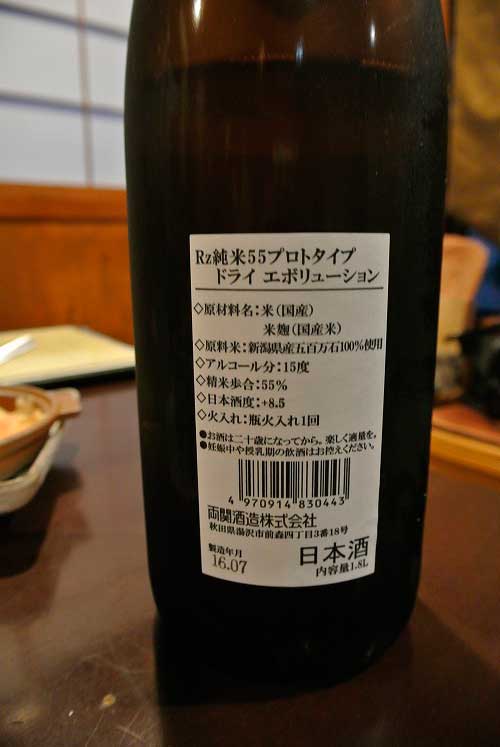 Rz純米55プロトタイプ
ドライ エボリューション
◇原材料名：米（国産）
米麹（国産米）
◇原料米：新潟県産五百万石100%使用
◇アルコール分：15度
◇精米歩合：55%
◇日本酒度：+8.5
◇火入れ：瓶火入れ1回
●お酒は二十歳になってから。楽しく適量を。
●妊娠中や授乳期の飲酒はお控えください。
4 970914 830443
両関酒造株式会社
秋田県湯沢市前森四丁目3番18号
製造年月
16.07
日本酒
内容量1.8L